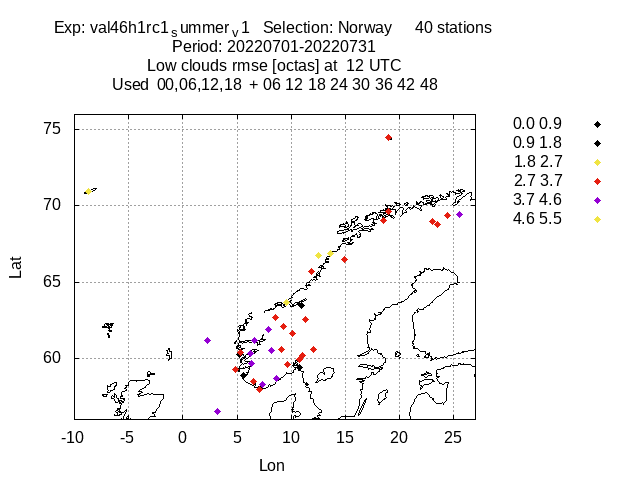 Exp: val46h1rc1summerv1 Selection: Norway 40 stations
Period: 20220701-20220731
Low clouds rmse [octas] at 12 UTC
Used 00,06,12,18 + 06 12 18 24 30 36 42 48
0.0 0.9
0.9 1.8
1.8 2.7
2.7 3.7
3.7 4.6
4.6 5.5
75
70
65
60
Lat
-10 -5 0 5 10 15 20 25
Lon